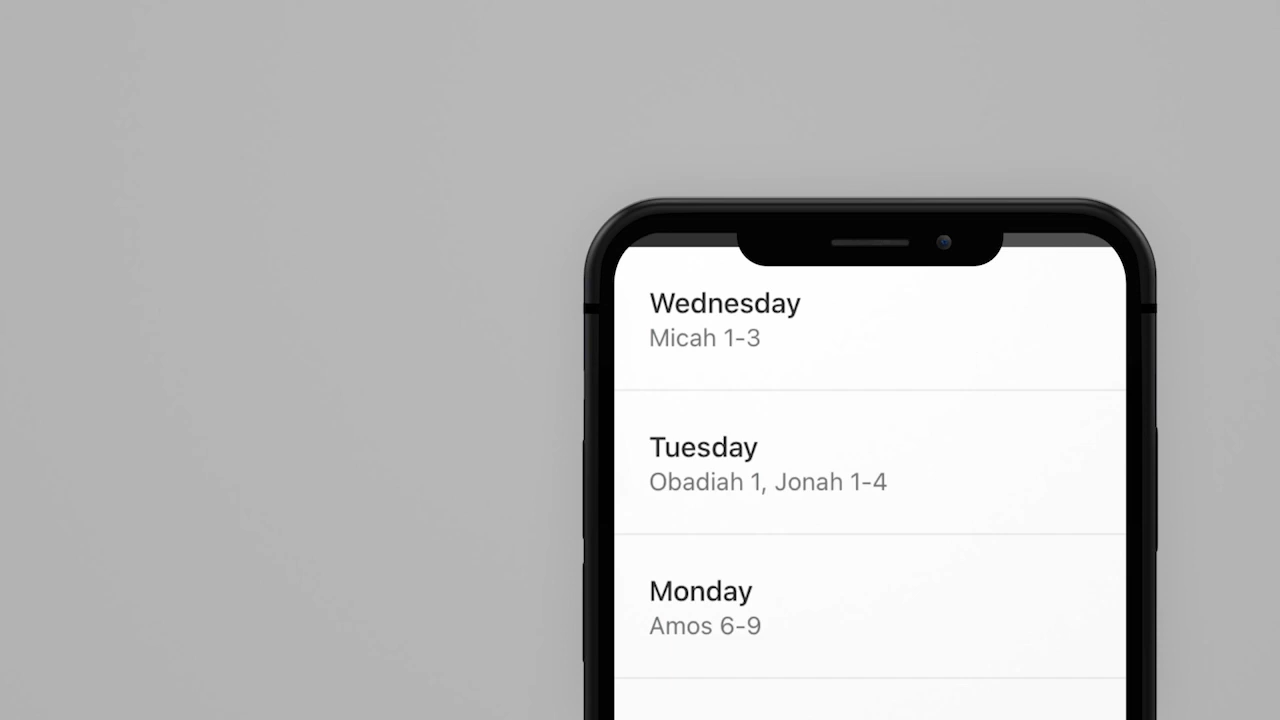 Wednesday
Micah 1-3
Tuesday
Obadiah 1, Jonah 1-4
Monday
Amos 6-9